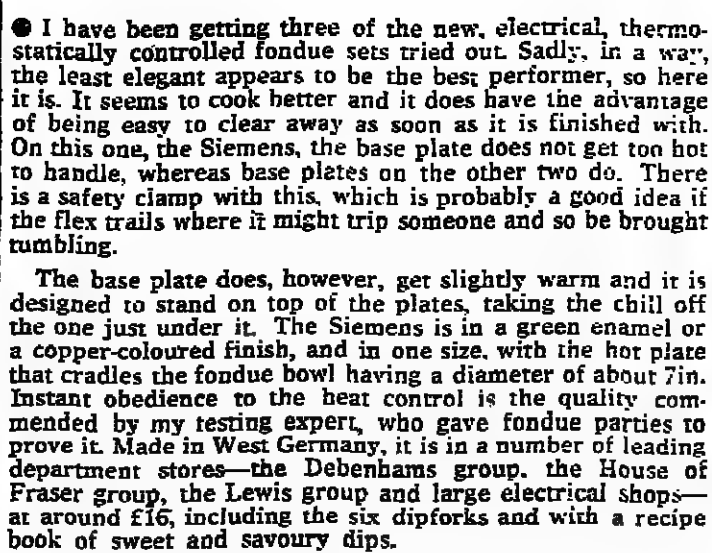 ● I have been getting three of the new, electrical, thermo-
statically controlled fondue sets tried out. Sadly, in a way,
the least elegant appears to be the best performer, so here
it is. It seems to cook better and it does have the advantage
of being easy to clear away as soon as it is finished with.
On this one, the Siemens, the base plate does not get too hot
to handle, whereas base plates on the other two do. There
is a safety clamp with this, which is probably a good idea if
the flex trails where it might trip someone and so be brought
tumbling.
The base plate does, however, get slightly warm and it is
designed to stand on top of the plates, taking the chill off
the one just under it. The Siemens is in a green enamel or
a copper-coloured finish, and in one size, with the hot plate
that cradles the fondue bowl having a diameter of about 7in.
Instant obedience to the heat control is the quality com-
mended by my testing expert, who gave fondue parties to
prove it. Made in West Germany, it is in a number of leading
department stores—the Debenhams group, the House of
Fraser group, the Lewis group and large electrical shops—
at around £16, including the six dipforks and with a recipe
book of sweet and savoury dips.